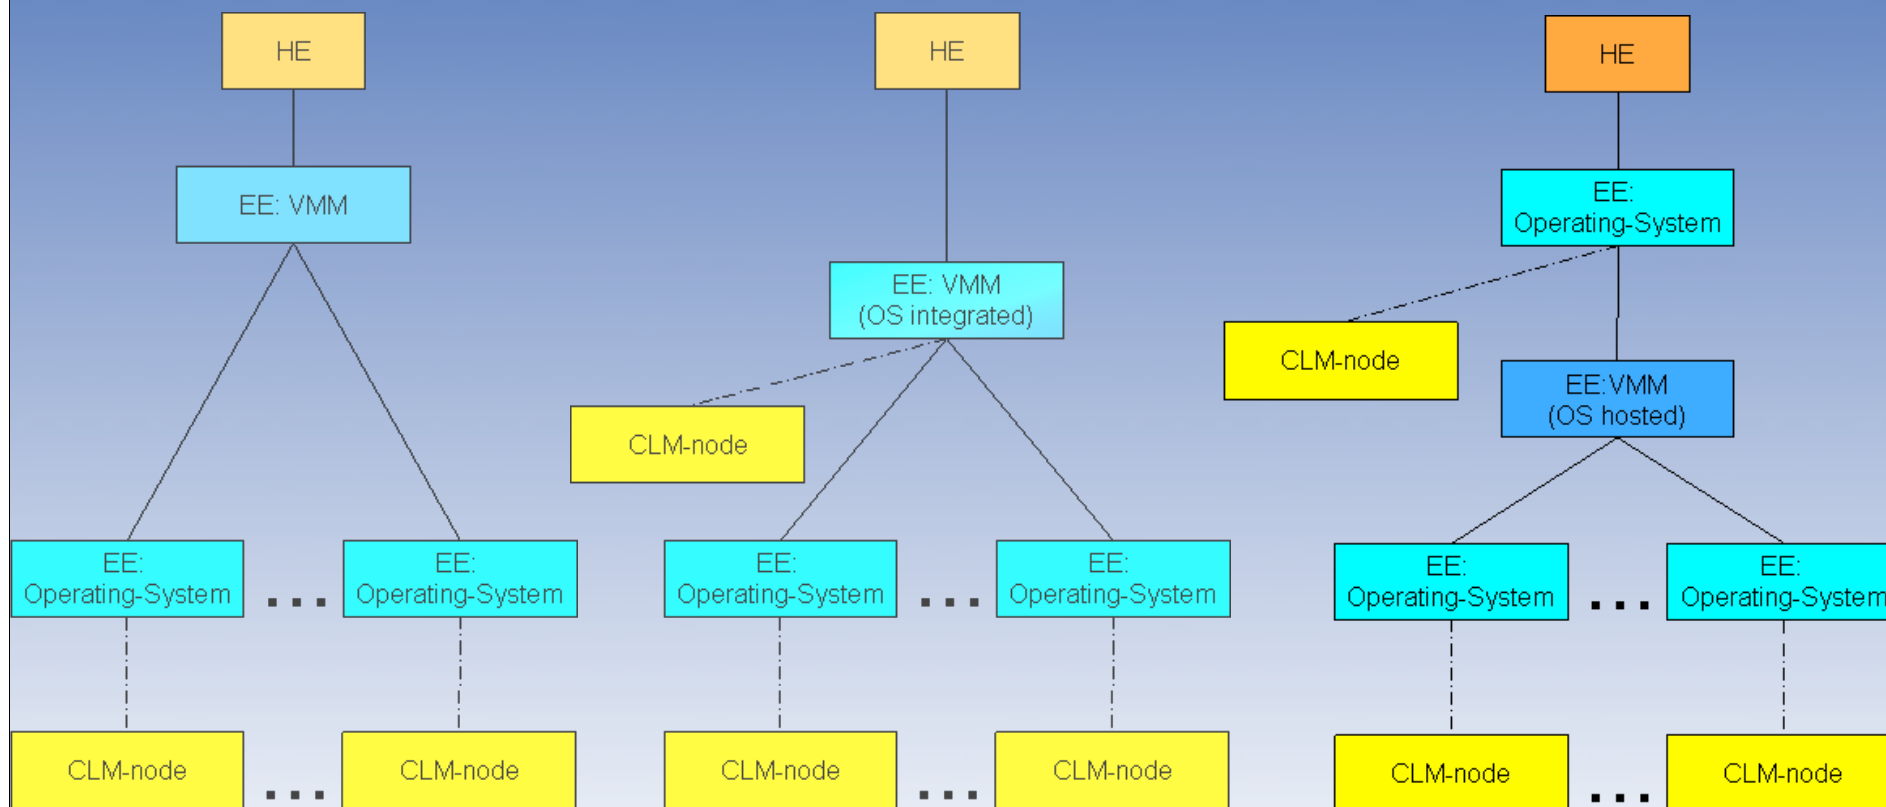 HE
EE: VMM
EE:
Operating-System
EE:
Operating-System
CLM-node
CLM-node
HE
EE: VMM
(OS integrated)
CLM-node
EE:
Operating-System
EE:
Operating-System
CLM-node
CLM-node
HE
EE:
Operating-System
CLM-node
EE:VMM
(OS hosted)
EE:
Operating-System
EE:
Operating-System
CLM-node
CLM-node